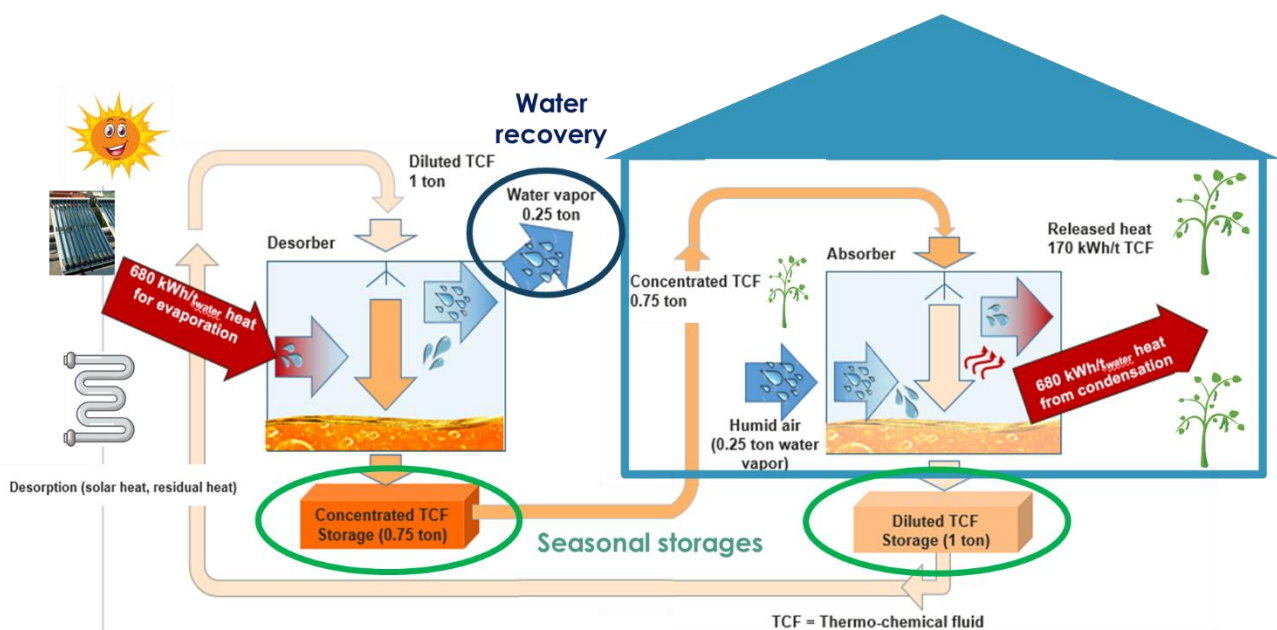 Water
recovery
Diluted TCF
1 ton
Water vapor
0.25 ton
Desorber
680 kWh/twater heat
for evaporation
Concentrated TCF
0.75 ton
Absorber
Released heat
170 kWh/t TCF
680 kWh/twater heat
from condensation
Humid air
(0.25 ton water
vapor)
Desorption (solar heat, residual heat)
Concentrated TCF
Storage (0.75 ton)
Seasonal storages
Diluted TCF
Storage (1 ton)
TCF = Thermo-chemical fluid